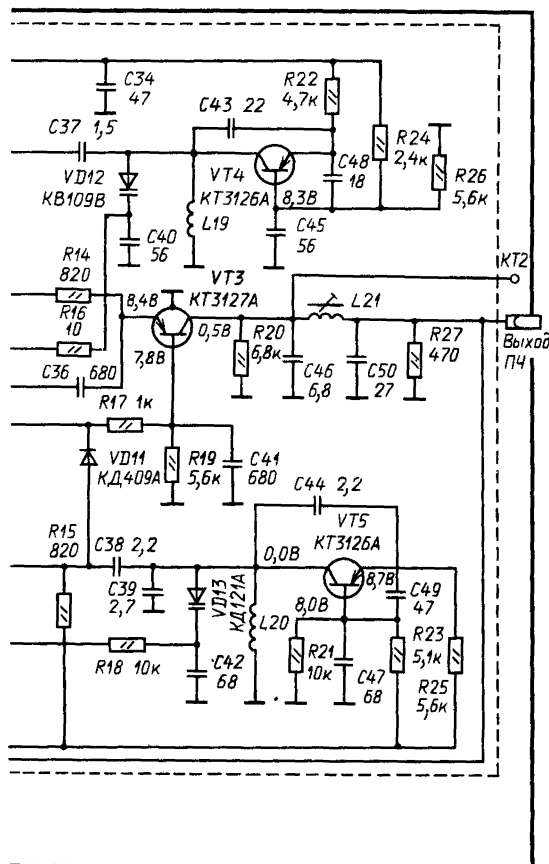 C34
47
R22
4,7к
C43 22
C37 1,5
VT4
КТ3126А
C48
18
R24
2,4к
R26
5,6к
VD12
КВ109В
L19
8,3В
C45
56
C40
56
R14
820
R16
10
VT3
КТ3127А
8,4В
0,5В
7,8В
КТ2
L21
R20
6,8к
C46
6,8
C50
27
R27
470
Выход
ПЧ
C36 680
R17 1к
VD11
КД409А
R19
5,6к
C41
680
C44 2,2
VT5
КТ3126А
R15
820
C38 2,2
0,0В
8,7В
C39
2,7
VD13
КД121А
L20
8,0В
C49
47
R18 10к
C42
68
R21
10к
C47
68
R23
5,1к
R25
5,6к